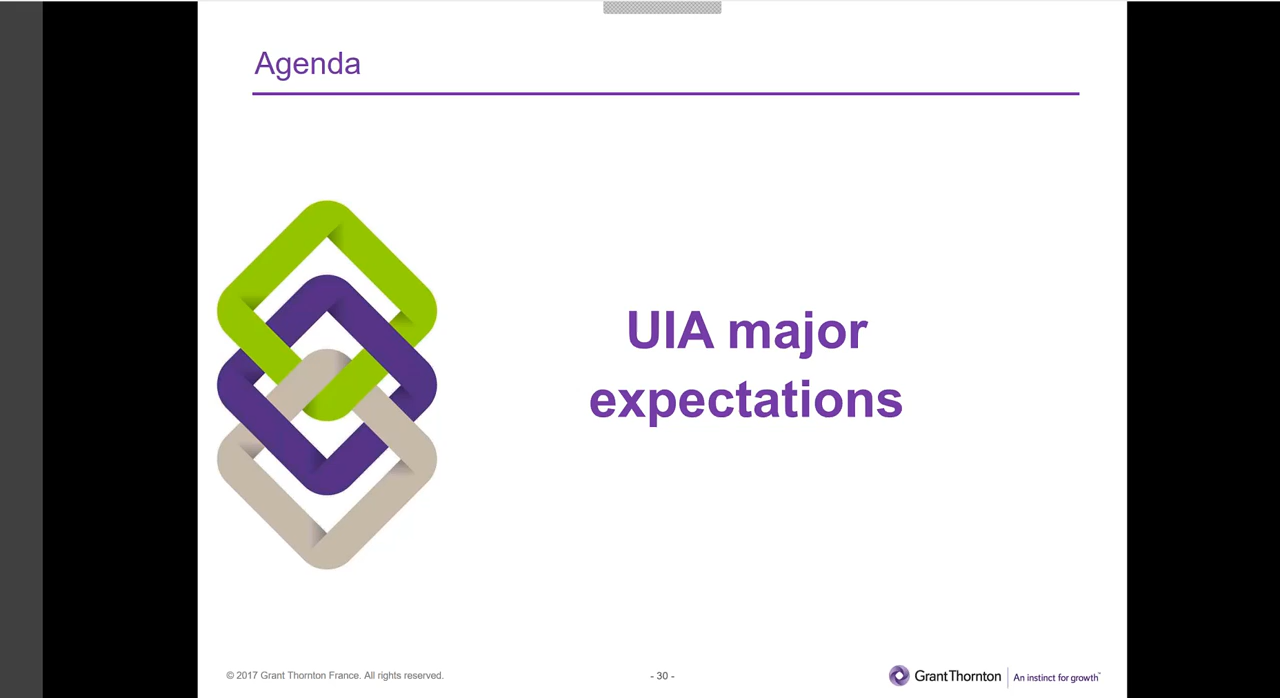 Agenda
UIA major
expectations
© 2017 Grant Thornton France. All rights reserved.
- 30 -
GrantThornton
An instinct for growth™